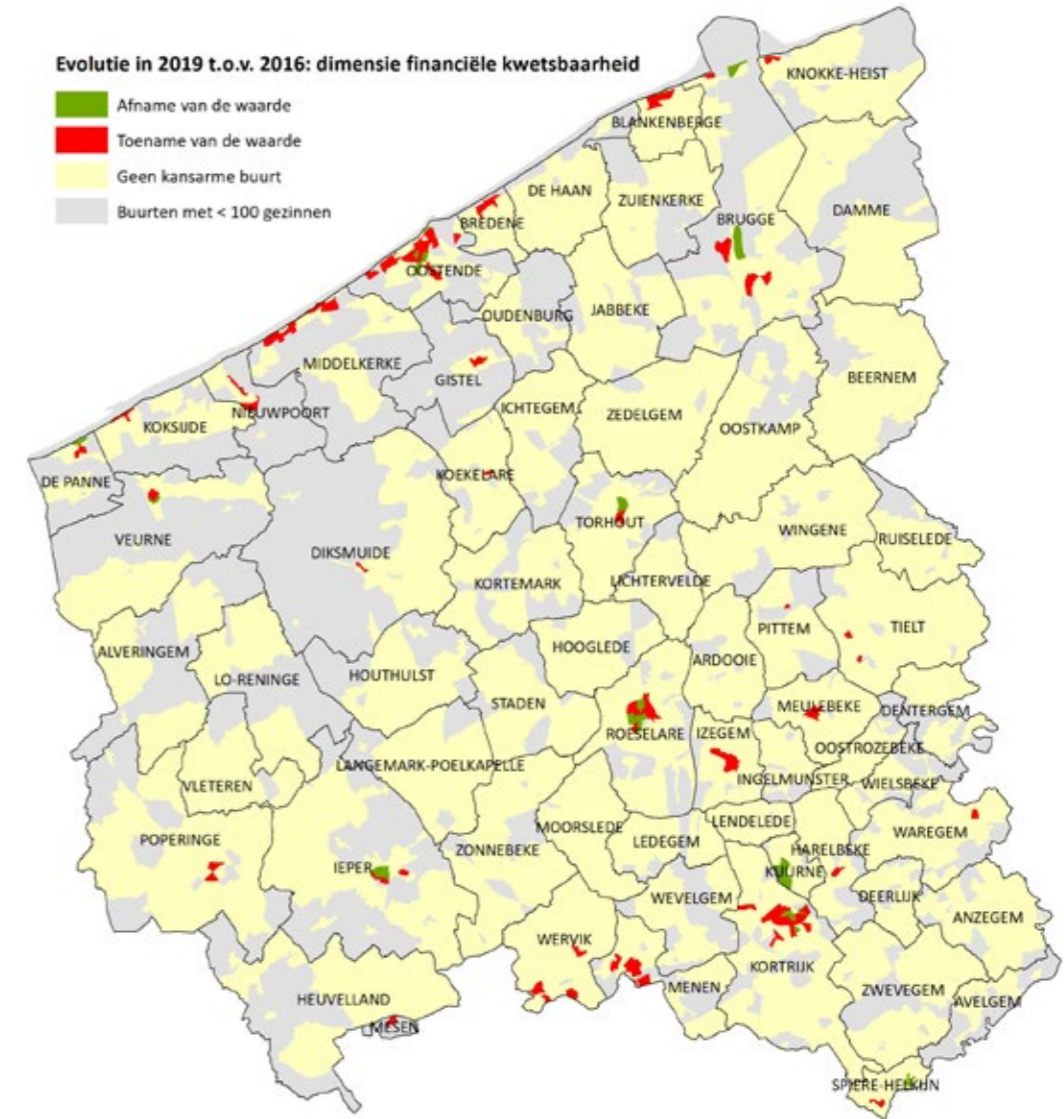 Evolutie in 2019 t.o.v. 2016: dimensie financiële kwetsbaarheid
Afname van de waarde
Toename van de waarde
Geen kansarme buurt
Buurten met < 100 gezinnen
KNOKKE-HEIST
BLANKENBERGE
DE HAAN
ZUIENKERKE
BRUGGE
DAMME
BREDENE
OOSTENDE
OUDENBURG
JABBEKE
MIDDELKERKE
GISTEL
BEERNEM
NIEUWPOORT
KOKSIJDE
ICHTEGEM
ZEDELGEM
OOSTKAMP
DE PANNE
KOEKELARE
VEURNE
DIKSMUIDE
TORHOUT
WINGENE
RUISELEDE
KORTEMARK
LICHTERVELDE
PITTEM
TIELT
ALVERINGEM
LO-RENINGE
HOUTHULST
HOOGLEDE
ARDOOIE
STADEN
MEULEBEKE
DENTERGEM
ROESELARE
IZEGEM
OOSTROZEBEKE
LANGEMARK-POELKAPELLE
INGELMUNSTER
WIELSBEKE
VLETEREN
MOORSLEDE
LENDELEDE
WAREGEM
POPERINGE
IEPER
ZONNEBEKE
LEDEGEM
HARELBEKE
KUURNE
WEVELGEM
DEERLIJK
ANZEGEM
WERVIK
MENEN
KORTRIJK
ZWEVEGEM
AVELGEM
HEUVELLAND
MESEN
SPIERE-HELKIJN